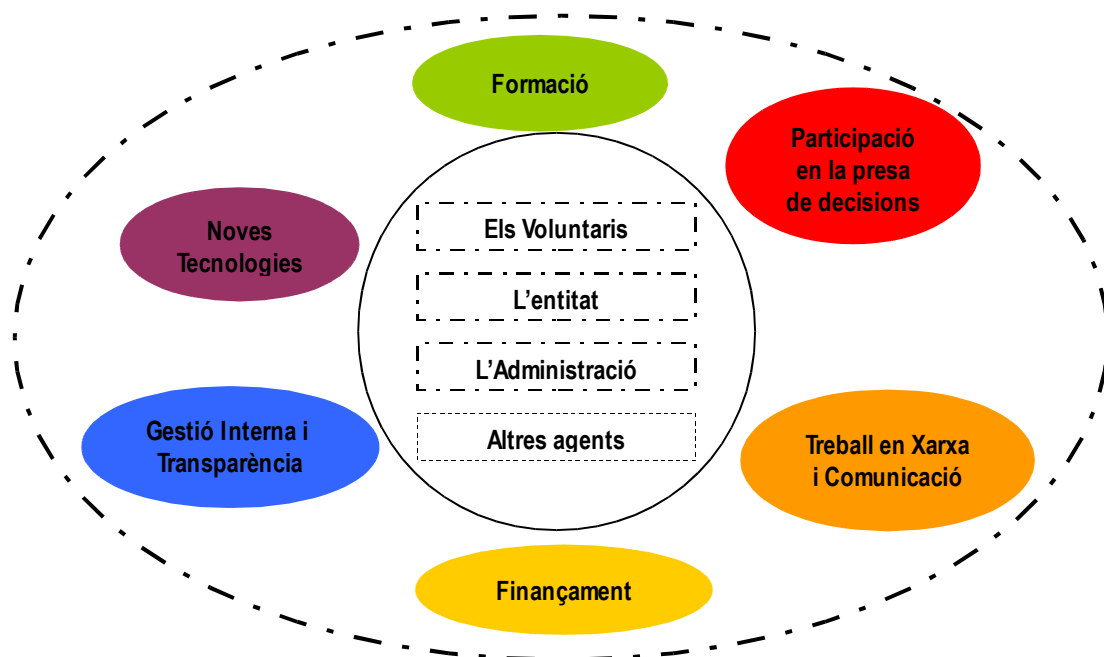 Formació
Participació
en la presa
de decisions
Noves
Tecnologies
Els Voluntaris
L'entitat
L'Administració
Altres agents
Gestió Interna i
Transparència
Treball en Xarxa
i Comunicació
Finançament